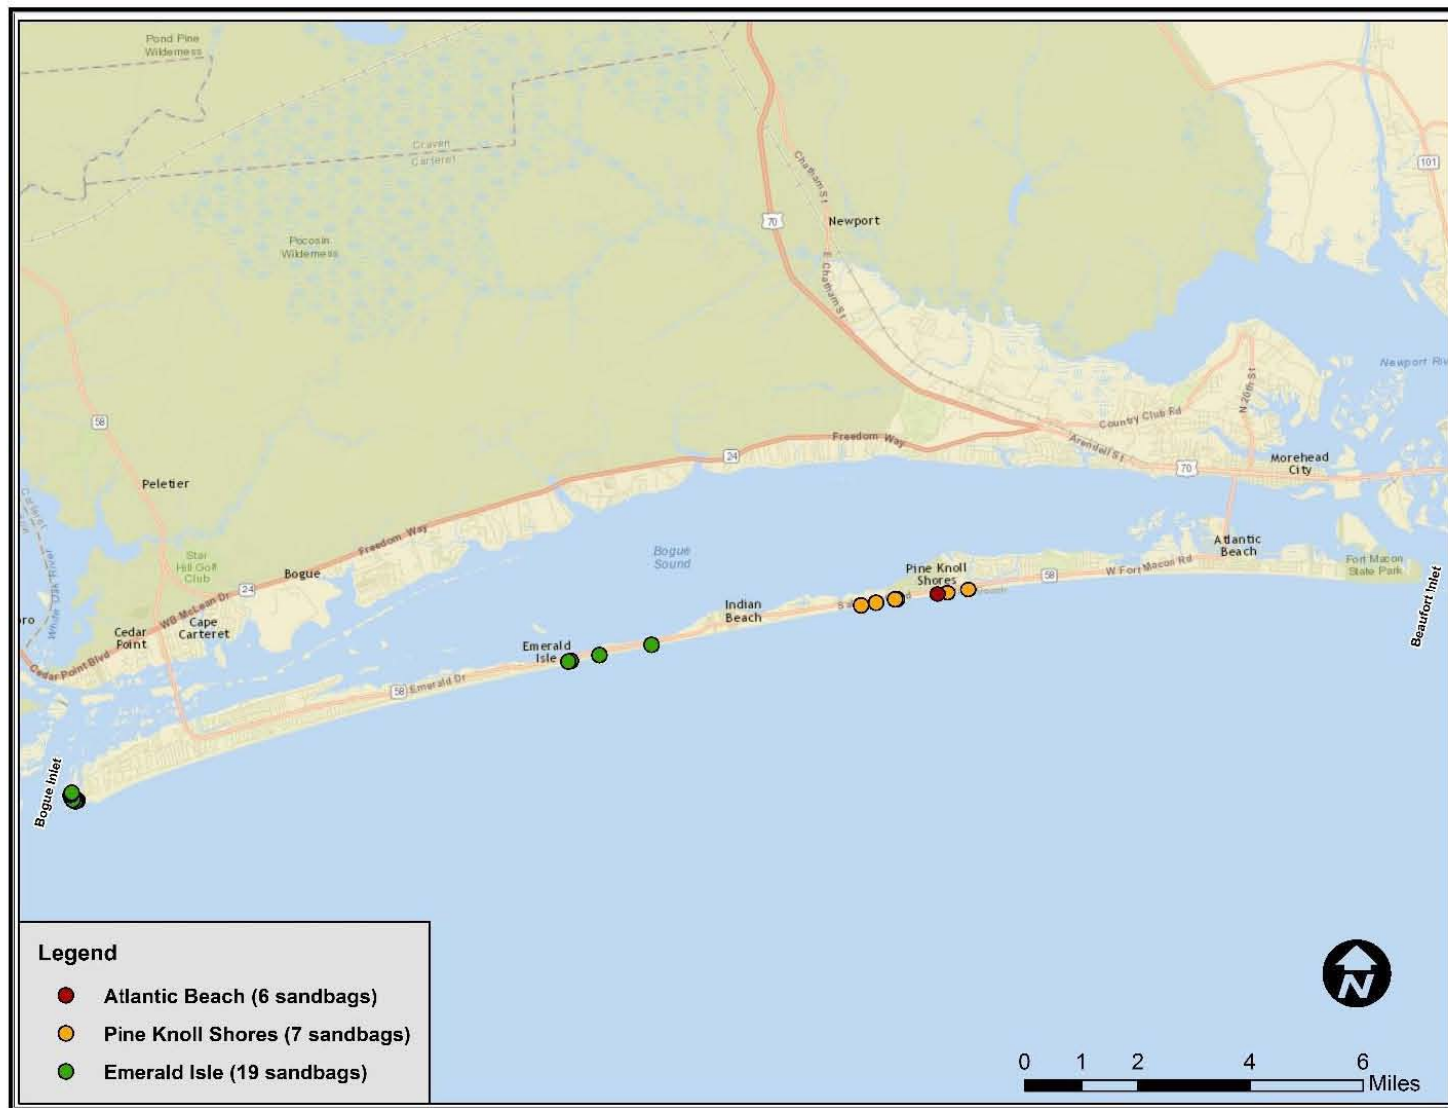 Pond Pine
Wilderness
Craven
Carteret
101
Chatham St
70
Newport
Pocosin
Wilderness
E Chatham St
Newport Riv
N 20th St
58
Country Club Rd
Freedom Way
Arendell St
24
70
Morehead
City
Peletier
Carteret
White Oak River
Star
Hill Golf
Club
Freedom Way
Bogue
Sound
Atlantic
Beach
Fort Macon
State Park
W Fort Macon Rd
Pine Knoll
Shores
58
Bogue
24
WB McLean Dr
Cedar
Point
Cape
Carteret
Indian
Beach
Beaufort Inlet
Emerald
Isle
Cedar Point Blvd
58
Emerald Dr
Bogue Inlet
Legend
Atlantic Beach (6 sandbags)
Pine Knoll Shores (7 sandbags)
Emerald Isle (19 sandbags)
N
0 1 2 4 6
Miles